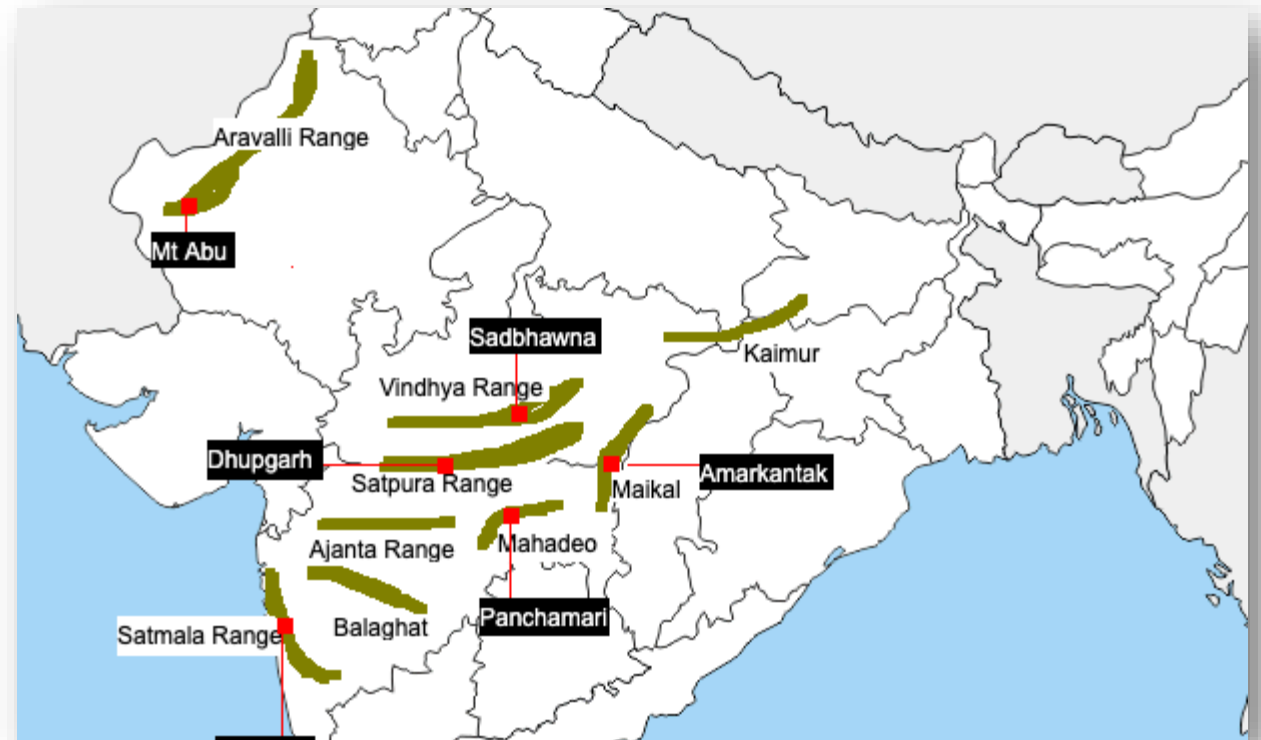 Aravalli Range
Mt Abu
Sadbhawna
Kaimur
Vindhya Range
Dhupgarh
Satpura Range
Amarkantak
Maikal
Ajanta Range
Mahadeo
Panchamari
Balaghat
Satmala Range